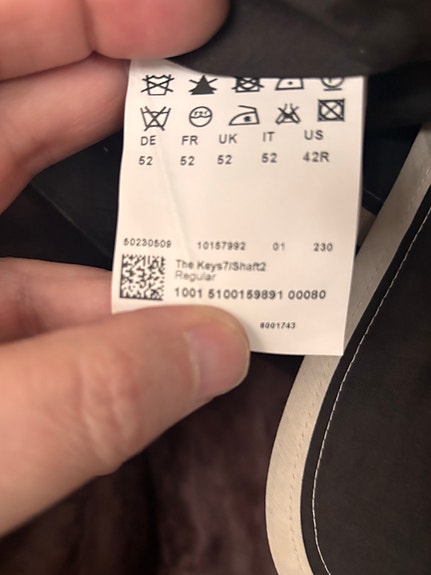 DE FR UK IT US
52 52 52 52 42R
50230509 10157992 01 230
The Keys7/Shaft2
Regular
1001 5100159891 00080
6001743